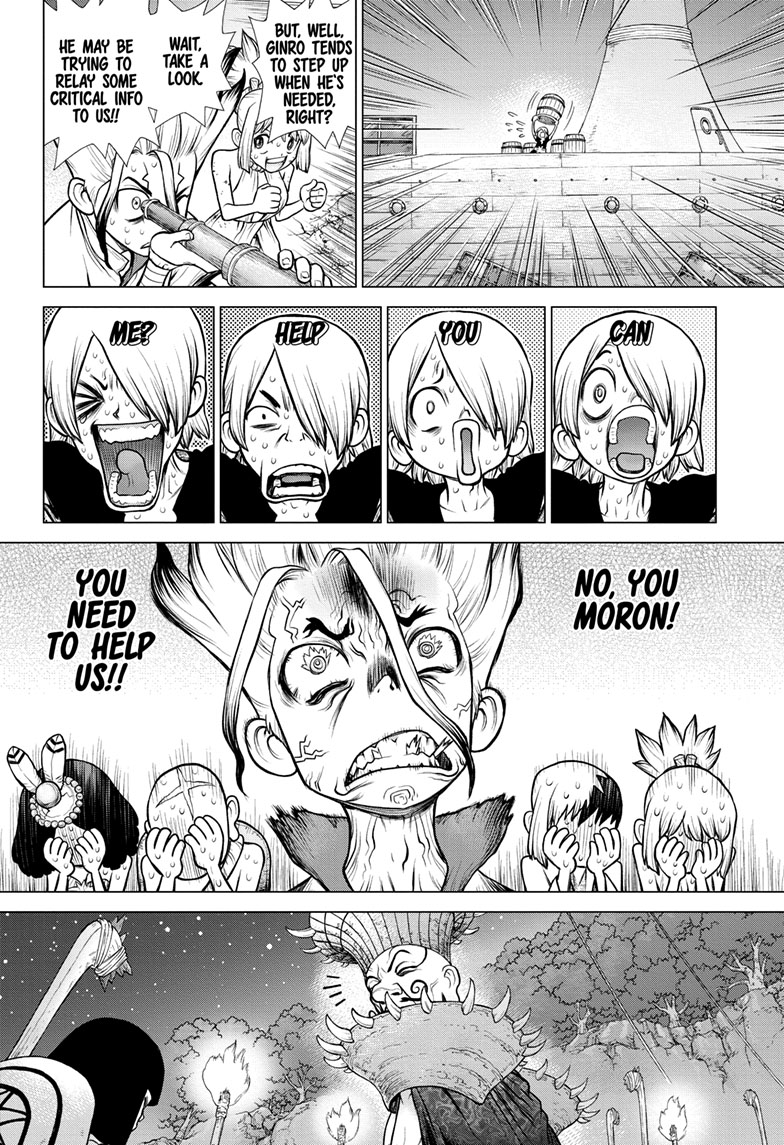 BUT, WELL,
GINRO TENDS
TO STEP UP
WHEN HE'S
NEEDED,
RIGHT?
WAIT,
TAKE A
LOOK.
HE MAY BE
TRYING TO
RELAY SOME
CRITICAL INFO
TO US!!
CAN
YOU
HELP
ME?
NO, YOU
MORON!
YOU
NEED
TO HELP
US!!